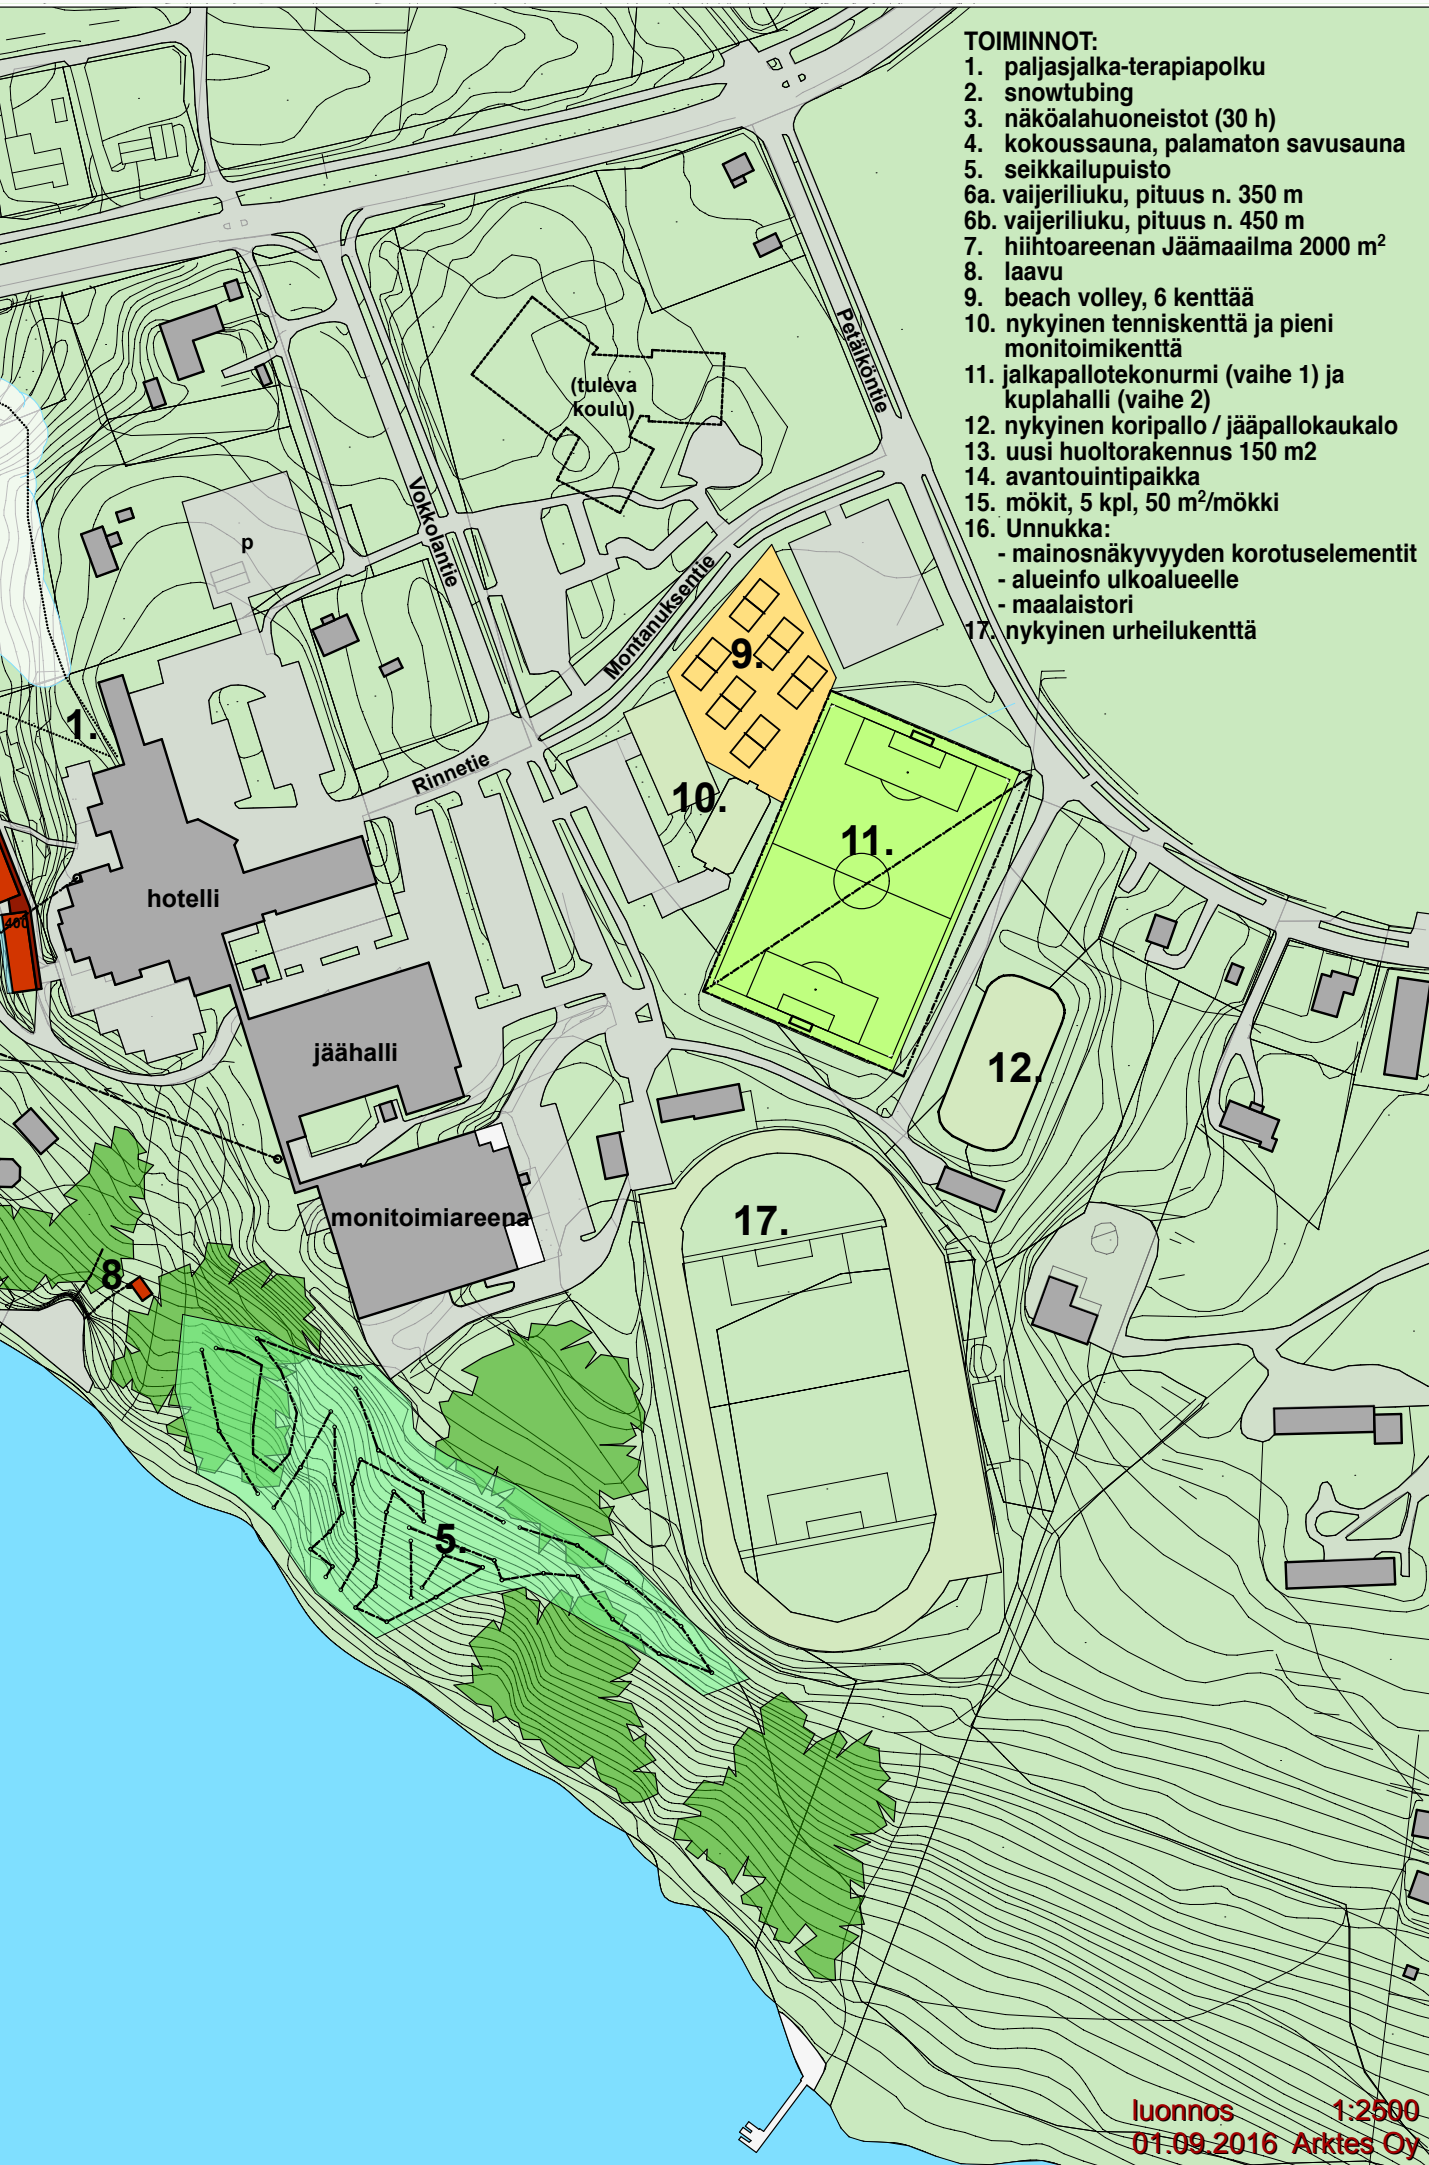 TOIMINNOT:
1. paljasjalka-terapiapolku
2. snowtubing
3. näköalahuoneistot (30 h)
4. kokoussauna, palamaton savusauna
5. seikkailupuisto
6a. vaijeriliuku, pituus n. 350 m
6b. vaijeriliuku, pituus n. 450 m
7. hiihtoareenan Jäämaailma 2000 m²
8. laavu
9. beach volley, 6 kenttää
10. nykyinen tenniskenttä ja pieni
monitoimikenttä
11. jalkapallotekonurmi (vaihe 1) ja
kuplahalli (vaihe 2)
12. nykyinen koripallo / jääpallokaukalo
13. uusi huoltorakennus 150 m2
14. avantouintipaikka
15. mökit, 5 kpl, 50 m²/mökki
16. Unnukka:
- mainosnäkyvyyden korotuselementit
- alueinfo ulkoalueelle
- maalaistori
17. nykyinen urheilukenttä
Petäiköntie
(tuleva
koulu)
Vokkolantie
p
Montanuksentie
9.
1.
Rinnetie
10.
11.
hotelli
400
jäähalli
12.
monitoimiareena
17.
8.
5.
luonnos 1:2500
01.09.2016 Arktes Oy